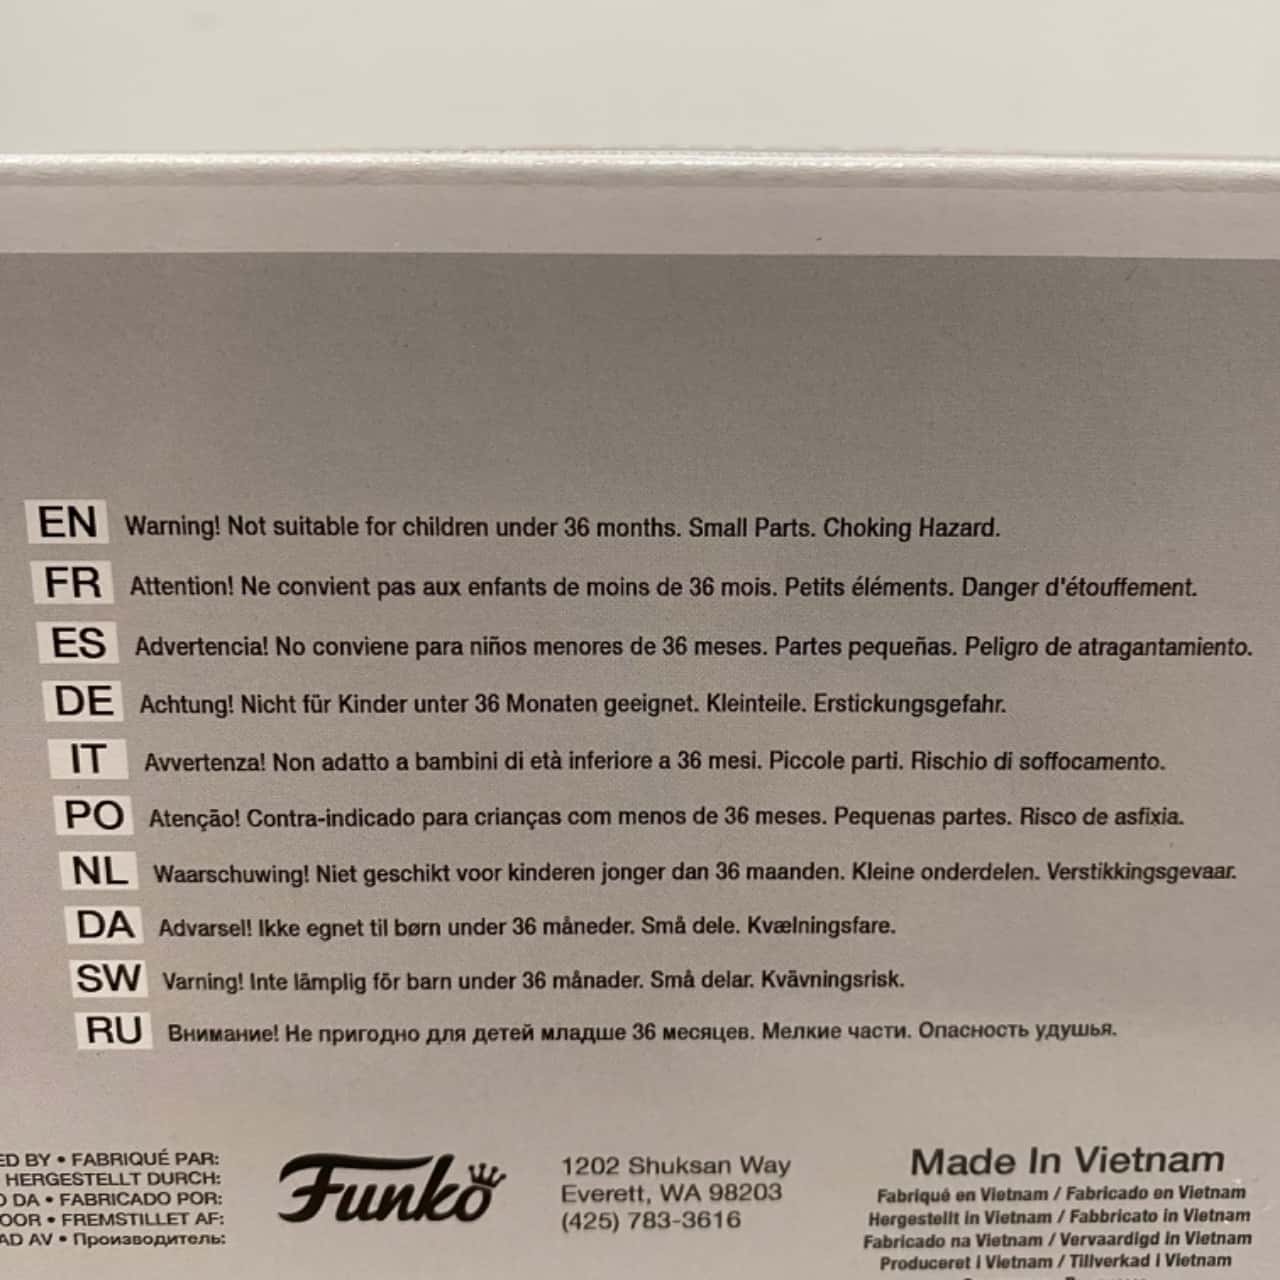 EN Warning! Not suitable for children under 36 months. Small Parts. Choking Hazard.
FR Attention! Ne convient pas aux enfants de moins de 36 mois. Petits éléments. Danger d'étouffement.
ES Advertencia! No conviene para niños menores de 36 meses. Partes pequeñas. Peligro de atragantamiento.
DE Achtung! Nicht für Kinder unter 36 Monaten geeignet. Kleinteile. Erstickungsgefahr.
IT Avvertenza! Non adatto a bambini di età inferiore a 36 mesi. Piccole parti. Rischio di soffocamento.
PO Atenção! Contra-indicado para crianças com menos de 36 meses. Pequenas partes. Risco de asfixia.
NL Waarschuwing! Niet geschikt voor kinderen jonger dan 36 maanden. Kleine onderdelen. Verstikkingsgevaar.
DA Advarsel! Ikke egnet til børn under 36 måneder. Små dele. Kvælningsfare.
SW Varning! Inte lämplig för barn under 36 månader. Små delar. Kvävningsrisk.
RU Внимание! Не пригодно для детей младше 36 месяцев. Мелкие части. Опасность удушья.
BY • FABRIQUÉ PAR:
HERGESTELLT DURCH:
DA • FABRICADO POR:
• FREMSTILLET AF:
AV • Производитель:
Funko
1202 Shuksan Way
Everett, WA 98203
(425) 783-3616
Made In Vietnam
Fabriqué en Vietnam / Fabricado en Vietnam
Hergestellt in Vietnam / Fabbricato in Vietnam
Fabricado na Vietnam / Vervaardigd in Vietnam
Produceret i Vietnam / Tillverkad i Vietnam